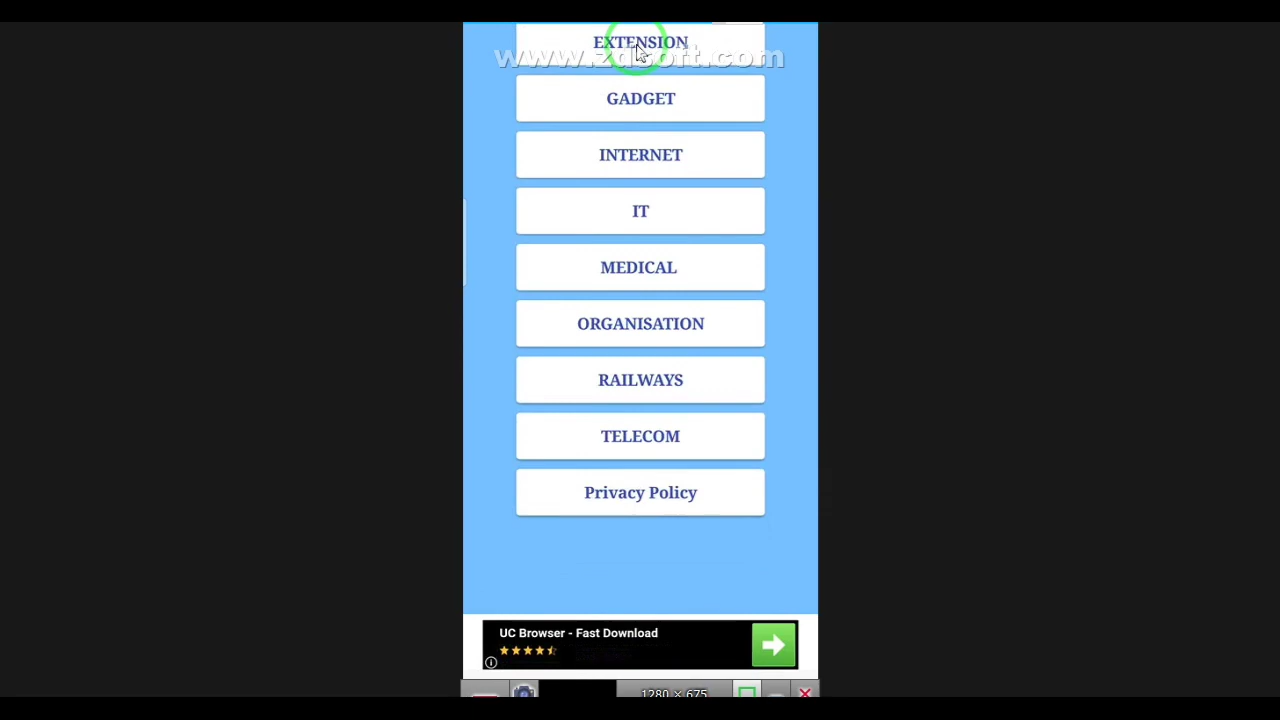 EXTENSION
www.zdsoft.com
GADGET
INTERNET
IT
MEDICAL
ORGANISATION
RAILWAYS
TELECOM
Privacy Policy
UC Browser - Fast Download
1280 × 675